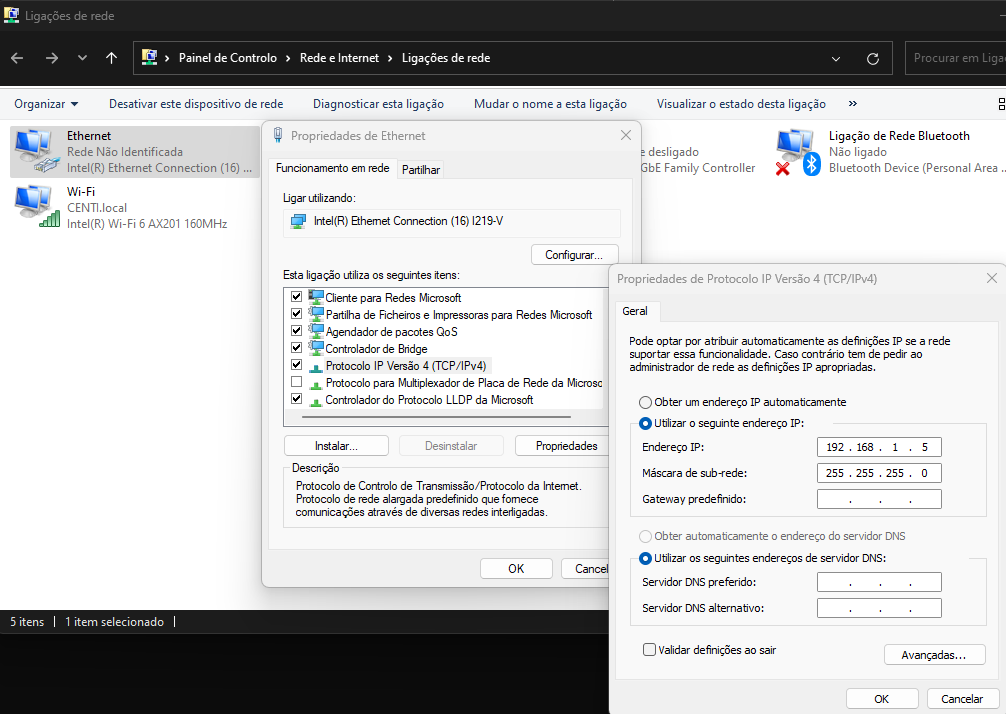 Ligações de rede
Painel de Controlo > Rede e Internet > Ligações de rede
Procurar em Liga
Organizar
Desativar este dispositivo de rede
Diagnosticar esta ligação
Mudar o nome a esta ligação
Visualizar o estado desta ligação
»
Ethernet
Rede Não Identificada
Intel(R) Ethernet Connection (16) ...
Wi-Fi
CENTI.local
Intel(R) Wi-Fi 6 AX201 160MHz
e desligado
GbE Family Controller
Ligação de Rede Bluetooth
Não ligado
Bluetooth Device (Personal Area ...
Propriedades de Ethernet
Funcionamento em rede
Partilhar
Ligar utilizando:
Intel(R) Ethernet Connection (16) I219-V
Configurar...
Esta ligação utiliza os seguintes itens:
Cliente para Redes Microsoft
Partilha de Ficheiros e Impressoras para Redes Microsoft
Agendador de pacotes QoS
Controlador de Bridge
Protocolo IP Versão 4 (TCP/IPv4)
Protocolo para Multiplexador de Placa de Rede da Microsc
Controlador do Protocolo LLDP da Microsoft
Instalar...
Desinstalar
Propriedades
Descrição
Protocolo de Controlo de Transmissão/Protocolo da Internet.
Protocolo de rede alargada predefinido que fornece
comunicações através de diversas redes interligadas.
OK
Cancel
Propriedades de Protocolo IP Versão 4 (TCP/IPv4)
Geral
Pode optar por atribuir automaticamente as definições IP se a rede
suportar essa funcionalidade. Caso contrário tem de pedir ao
administrador de rede as definições IP apropriadas.
Obter um endereço IP automaticamente
Utilizar o seguinte endereço IP:
Endereço IP: 192 . 168 . 1 . 5
Máscara de sub-rede: 255 . 255 . 255 . 0
Gateway predefinido: . . .
Obter automaticamente o endereço do servidor DNS
Utilizar os seguintes endereços de servidor DNS:
Servidor DNS preferido: . . .
Servidor DNS alternativo: . . .
Validar definições ao sair
Avançadas...
OK
Cancelar
5 itens
1 item selecionado